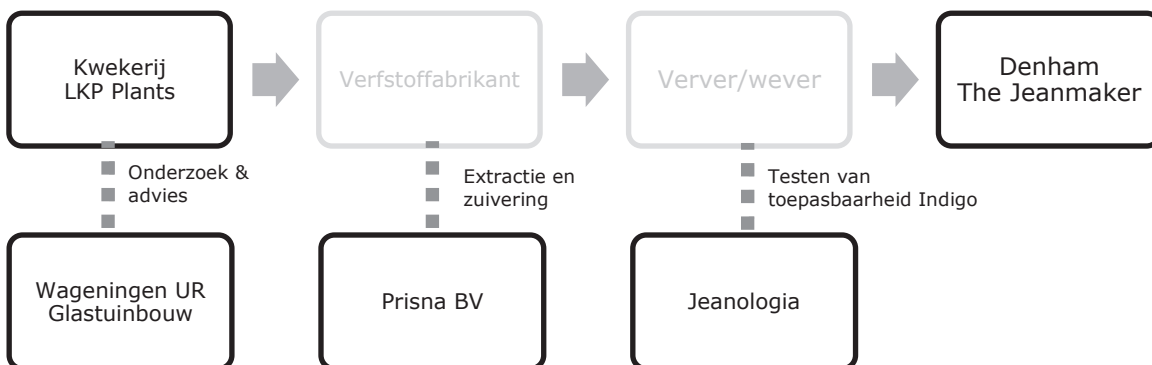 Kwekerij
LKP Plants
Verfstoffabrikant
Verver/wever
Denham
The Jeanmaker
Onderzoek &
advies
Extractie en
zuivering
Testen van
toepasbaarheid Indigo
Wageningen UR
Glastuinbouw
Prisna BV
Jeanologia